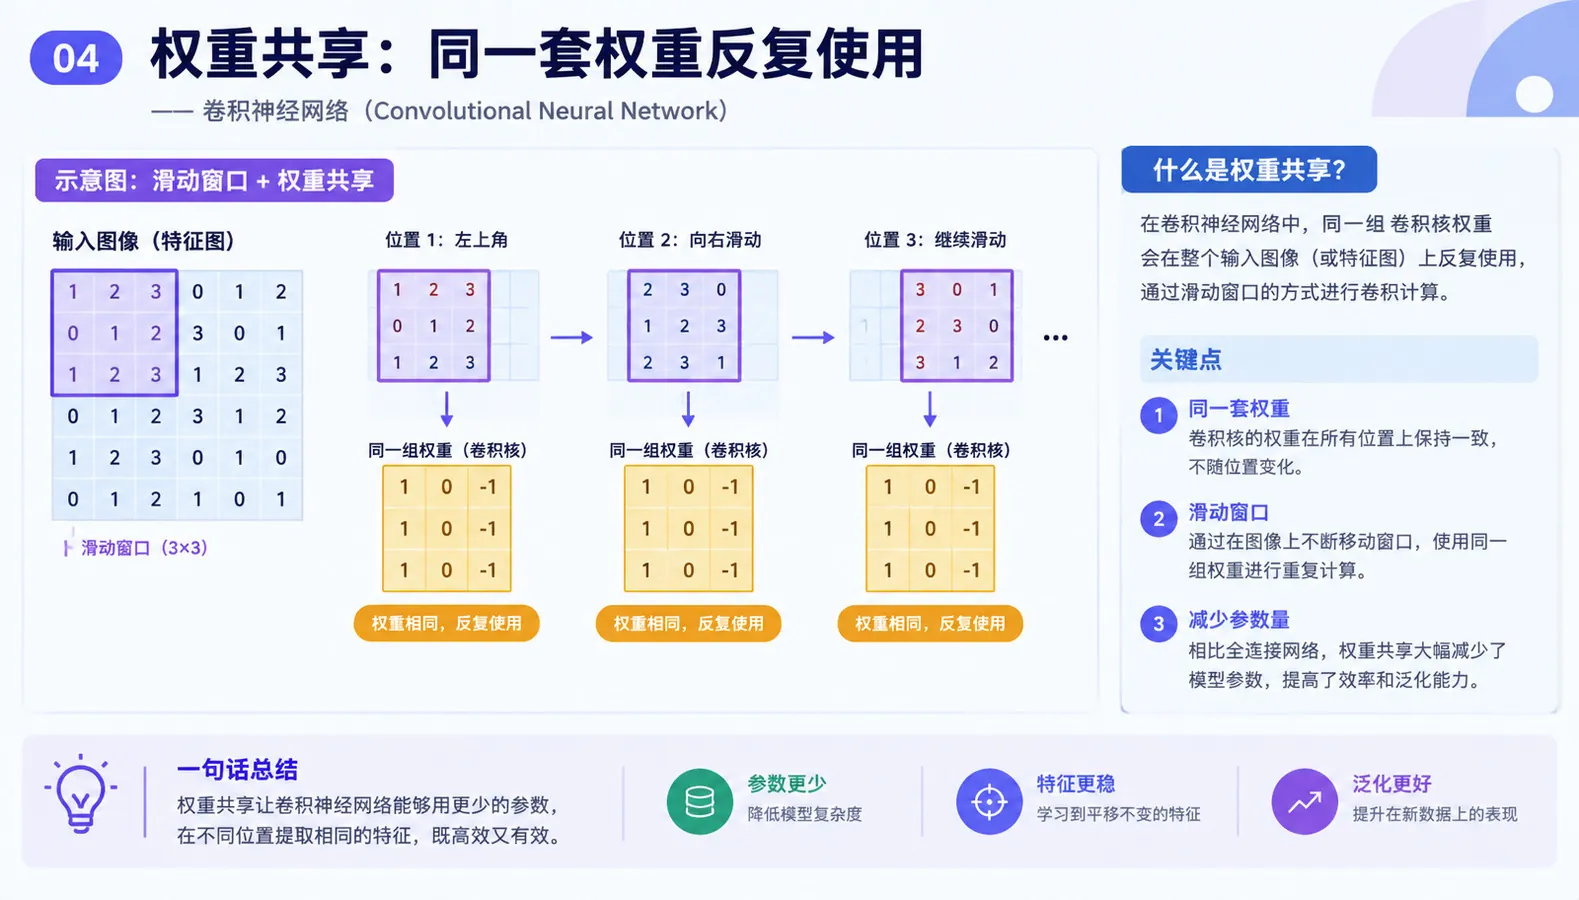 04
权重共享：同一套权重反复使用
—— 卷积神经网络（Convolutional Neural Network）
示意图：滑动窗口 + 权重共享
输入图像（特征图）
1 2 3 0 1 2
0 1 2 3 0 1
1 2 3 1 2 3
0 1 2 3 1 2
1 2 3 0 1 0
0 1 2 1 0 1
滑动窗口（3×3）
位置 1：左上角
1 2 3
0 1 2
1 2 3
同一组权重（卷积核）
1 0 -1
1 0 -1
1 0 -1
权重相同，反复使用
位置 2：向右滑动
2 3 0
1 2 3
2 3 1
同一组权重（卷积核）
1 0 -1
1 0 -1
1 0 -1
权重相同，反复使用
位置 3：继续滑动
3 0 1
1 2 3 0
3 1 2
同一组权重（卷积核）
1 0 -1
1 0 -1
1 0 -1
权重相同，反复使用
...
什么是权重共享？
在卷积神经网络中，同一组 卷积核权重
会在整个输入图像（或特征图）上反复使用，
通过滑动窗口的方式进行卷积计算。
关键点
1 同一套权重
卷积核的权重在所有位置上保持一致，
不随位置变化。
2 滑动窗口
通过在图像上不断移动窗口，使用同一
组权重进行重复计算。
3 减少参数量
相比全连接网络，权重共享大幅减少了
模型参数，提高了效率和泛化能力。
一句话总结
权重共享让卷积神经网络能够用更少的参数，
在不同位置提取相同的特征，既高效又有效。
参数更少
降低模型复杂度
特征更稳
学习到平移不变的特征
泛化更好
提升在新数据上的表现